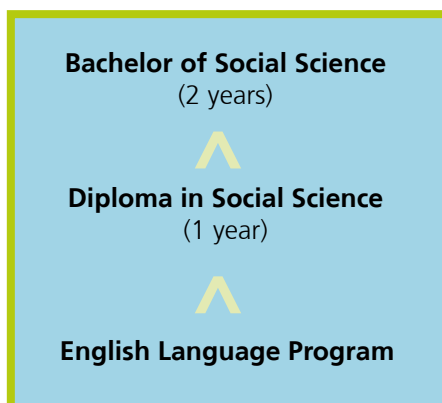 Bachelor of Social Science
(2 years)
Diploma in Social Science
(1 year)
English Language Program